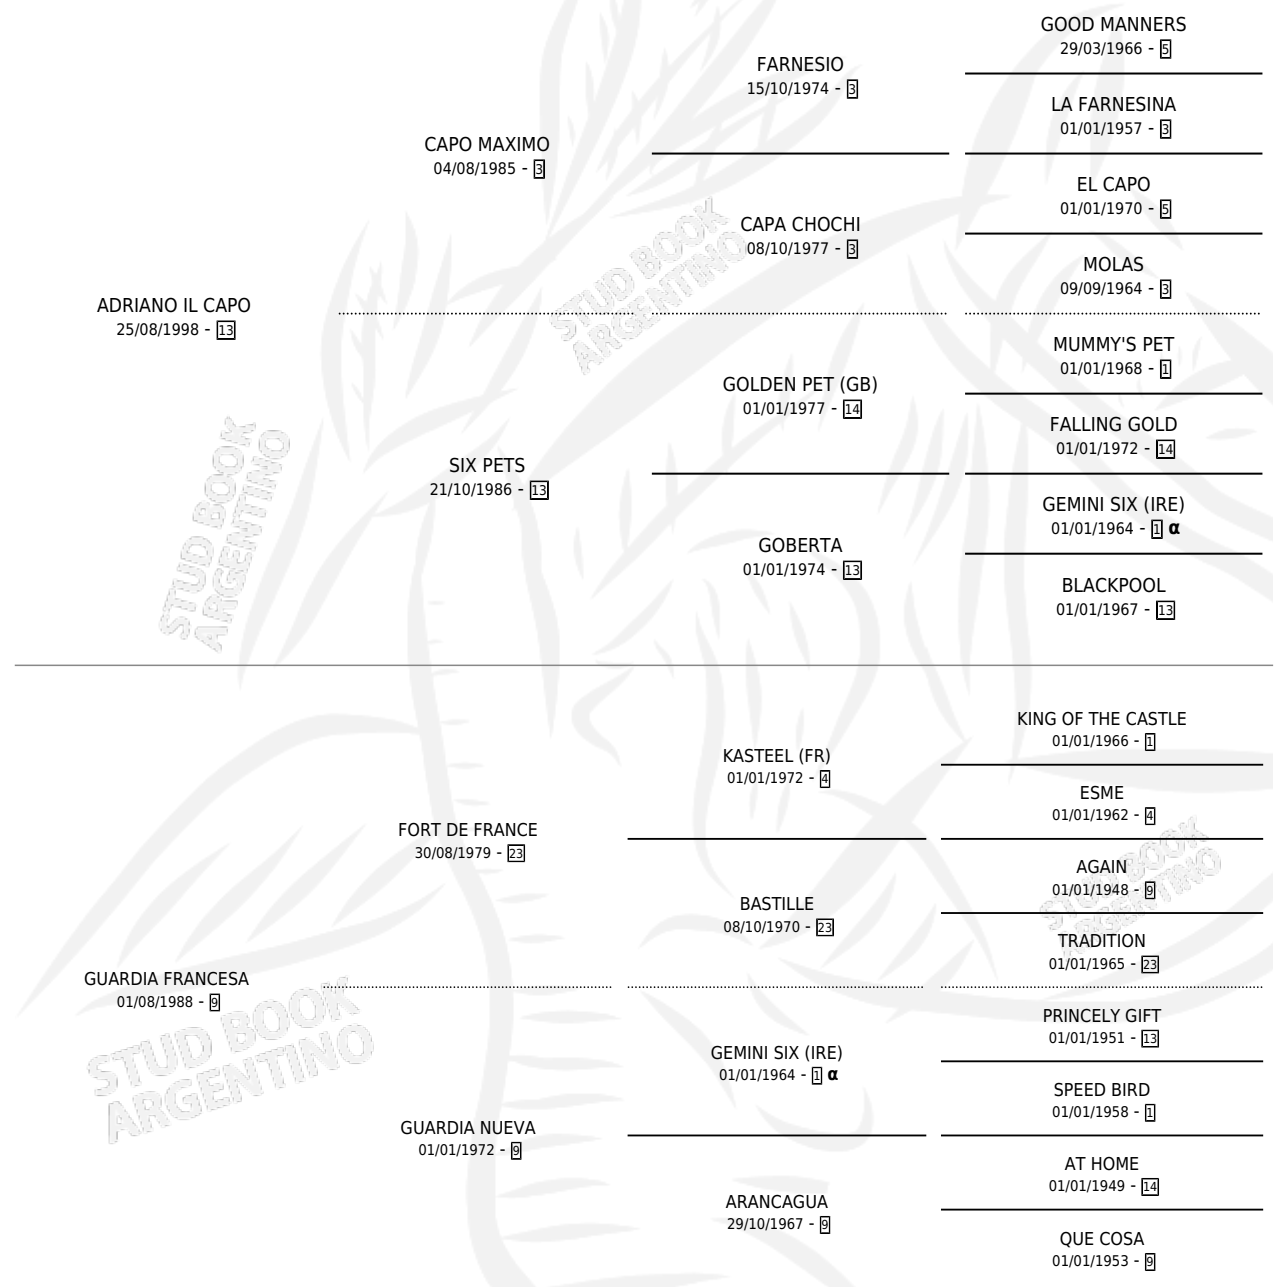 GOOD MANNERS
29/03/1966 - 5
FARNESIO
15/10/1974 - 3
LA FARNESINA
01/01/1957 - 3
CAPO MAXIMO
04/08/1985 - 3
EL CAPO
01/01/1970 - 5
CAPA CHOCHI
08/10/1977 - 3
MOLAS
09/09/1964 - 3
ADRIANO IL CAPO
25/08/1998 - 13
MUMMY'S PET
01/01/1968 - 1
GOLDEN PET (GB)
01/01/1977 - 14
FALLING GOLD
01/01/1972 - 14
SIX PETS
21/10/1986 - 13
GEMINI SIX (IRE)
01/01/1964 - 1 α
GOBERTA
01/01/1974 - 13
BLACKPOOL
01/01/1967 - 13
KING OF THE CASTLE
01/01/1966 - 1
KASTEEL (FR)
01/01/1972 - 4
ESME
01/01/1962 - 4
FORT DE FRANCE
30/08/1979 - 23
AGAIN
01/01/1948 - 9
BASTILLE
08/10/1970 - 23
TRADITION
01/01/1965 - 23
GUARDIA FRANCESA
01/08/1988 - 9
PRINCELY GIFT
01/01/1951 - 13
GEMINI SIX (IRE)
01/01/1964 - 1 α
SPEED BIRD
01/01/1958 - 1
GUARDIA NUEVA
01/01/1972 - 9
AT HOME
01/01/1949 - 14
ARANCAGUA
29/10/1967 - 9
QUE COSA
01/01/1953 - 9
STUD BOOK
ARGENTINO
STUD BOOK
ARGENTINO
STUD BOOK
ARGENTINO
STUD BOOK
ARGENTINO